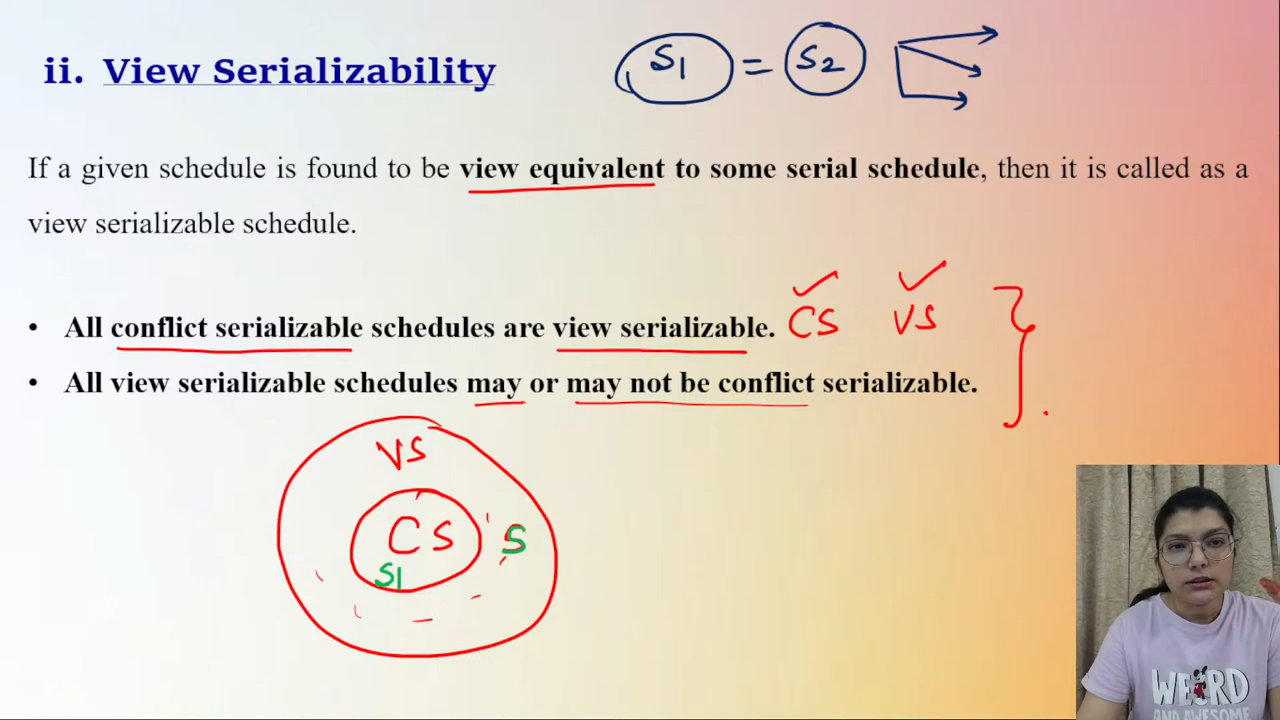 ii. View Serializability
S1 = S2
If a given schedule is found to be view equivalent to some serial schedule, then it is called as a
view serializable schedule.
• All conflict serializable schedules are view serializable. CS VS
• All view serializable schedules may or may not be conflict serializable.
VS
CS
S
S1
WEIRD
AND AWESOME